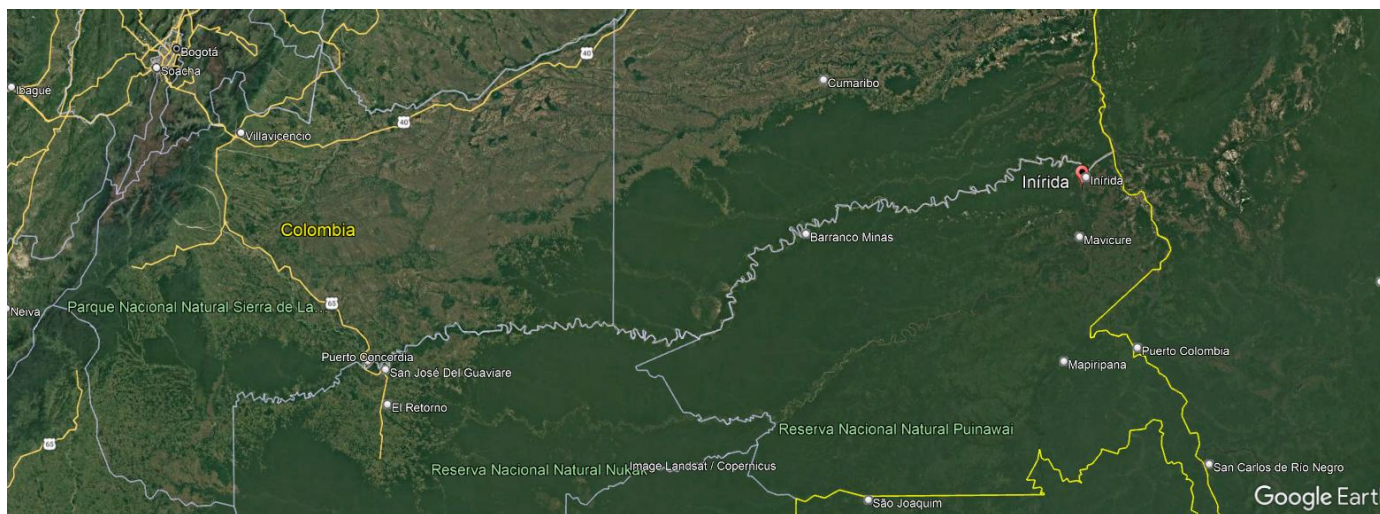 Bogotá
Soacha
Ibagué
40
Cumaribo
40
Villavicencio
Inírida
Inírida
Colombia
Barranco Minas
Mavicure
Parque Nacional Natural Sierra de La...
65
Neiva
Puerto Concordia
Puerto Colombia
San José Del Guaviare
Mapiripana
El Retorno
Reserva Nacional Natural Puinawai
65
Reserva Nacional Natural Nukak
Image Landsat / Copernicus
San Carlos de Río Negro
São Joaquim
Google Eart